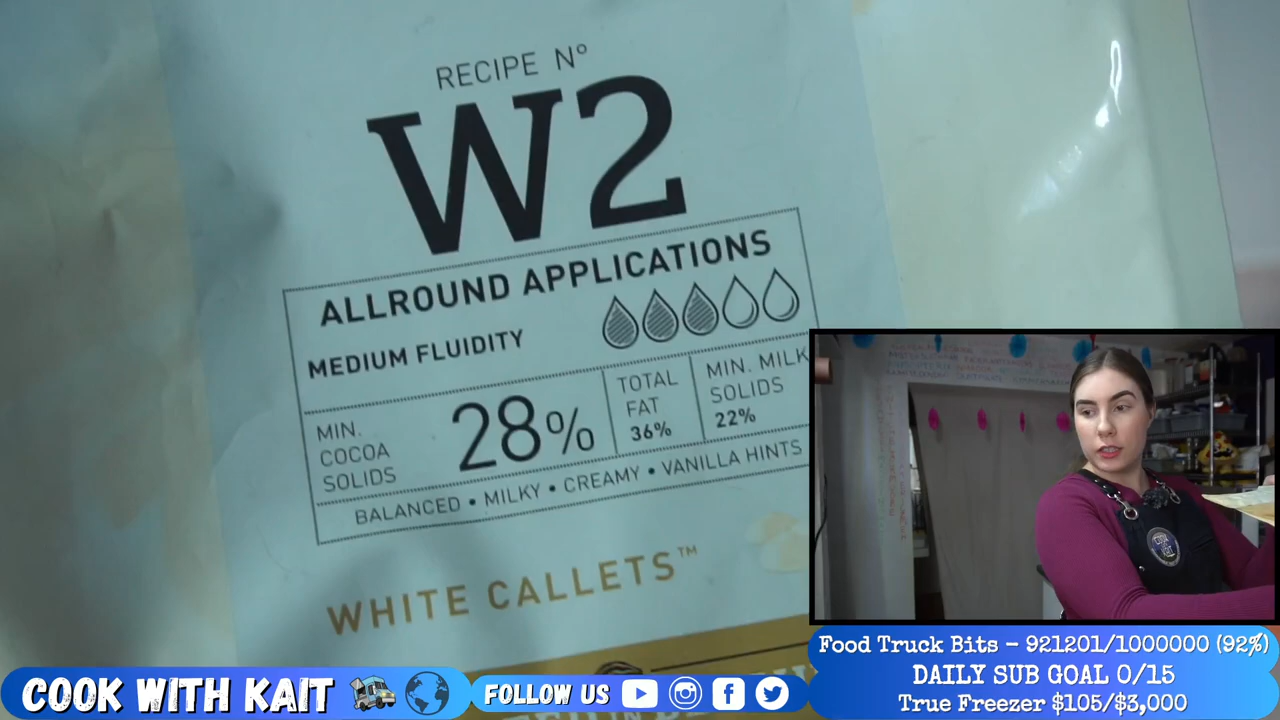 RECIPE Nº
W2
ALLROUND APPLICATIONS
MEDIUM FLUIDITY
MIN.
COCOA
SOLIDS
28%
TOTAL
FAT
36%
MIN. MILK
SOLIDS
22%
BALANCED • MILKY • CREAMY • VANILLA HINTS
WHITE CALLETS™
Food Truck Bits - 921201/1000000 (92%)
DAILY SUB GOAL 0/15
True Freezer $105/$3,000
COOK WITH KAIT
FOLLOW US